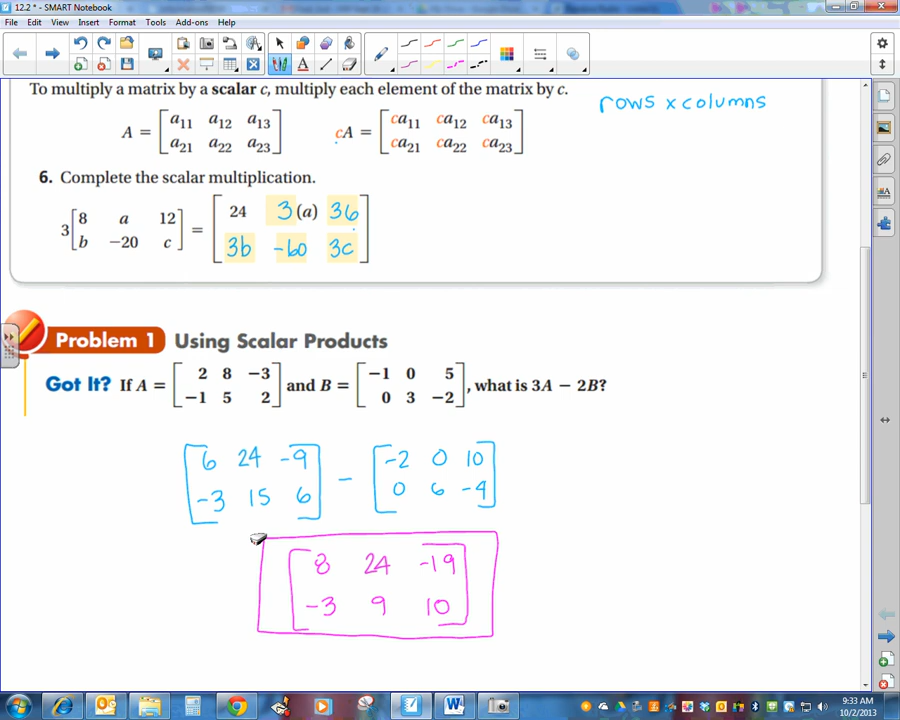 12.2 * - SMART Notebook
File Edit View Insert Format Tools Add-ons Help
To multiply a matrix by a scalar c, multiply each element of the matrix by c.
rows x columns
A = [ a11 a12 a13
a21 a22 a23 ]
cA = [ ca11 ca12 ca13
ca21 ca22 ca23 ]
6. Complete the scalar multiplication.
3 [ 8 a 12
b −20 c ]
= [ 24 3 (a) 36
3b -60 3c ]
Problem 1 Using Scalar Products
Got It? If A = [ 2 8 −3
−1 5 2 ]
and B = [ −1 0 5
0 3 −2 ]
, what is 3A − 2B?
[ 6 24 -9
-3 15 6 ]
-
[ -2 0 10
0 6 -4 ]
[ 8 24 -19
-3 9 10 ]
9:33 AM
10/2/2013